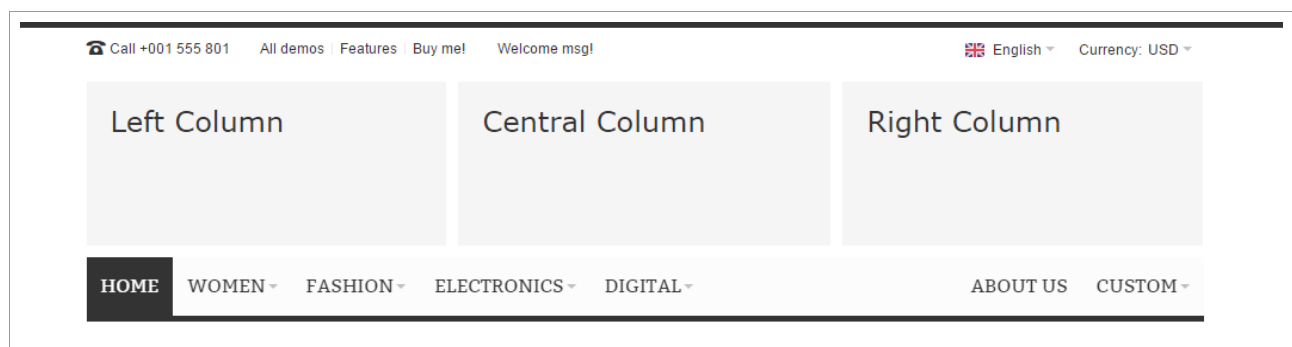 Call +001 555 801 All demos Features Buy me! Welcome msg! English Currency: USD
Left Column Central Column Right Column
HOME WOMEN FASHION ELECTRONICS DIGITAL ABOUT US CUSTOM